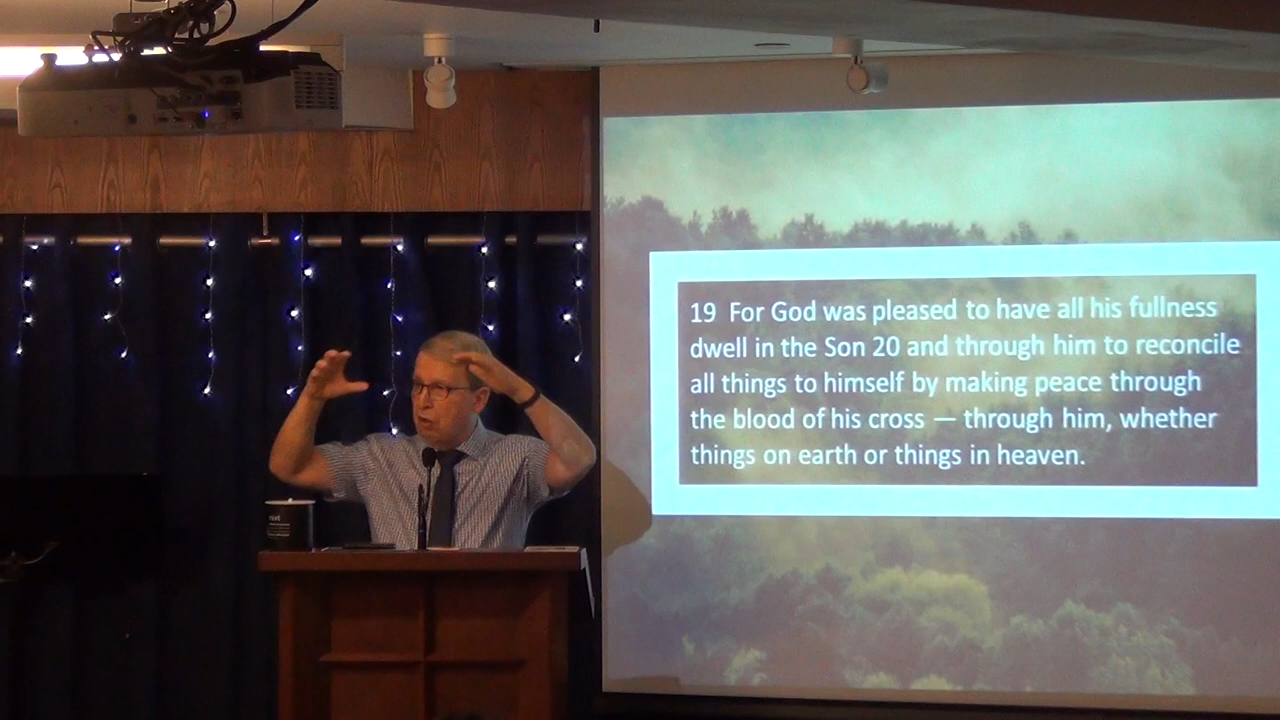 19 For God was pleased to have all his fullness
dwell in the Son 20 and through him to reconcile
all things to himself by making peace through
the blood of his cross — through him, whether
things on earth or things in heaven.